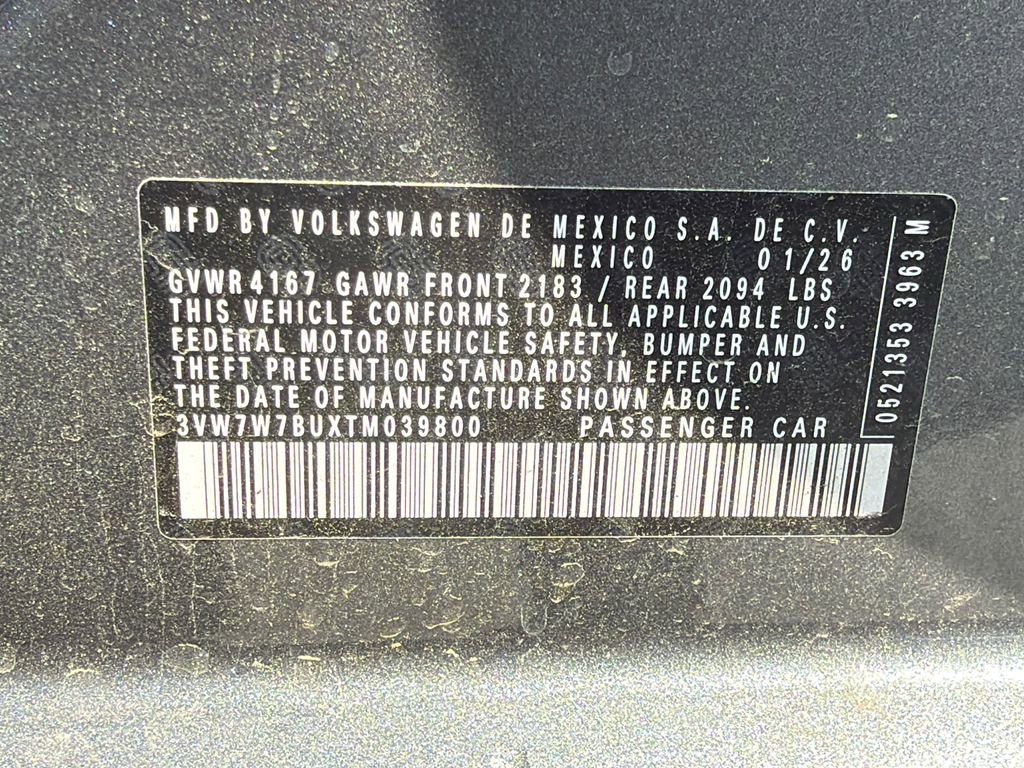 MFD BY VOLKSWAGEN DE MEXICO S.A. DE C.V.
MEXICO 01/26
GVWR 4167 GAWR FRONT 2183 / REAR 2094 LBS
THIS VEHICLE CONFORMS TO ALL APPLICABLE U.S.
FEDERAL MOTOR VEHICLE SAFETY, BUMPER AND
THEFT PREVENTION STANDARDS IN EFFECT ON
THE DATE OF MANUFACTURE SHOWN ABOVE.
3VW7W7BUXTM039800 PASSENGER CAR
0521353 3963 M